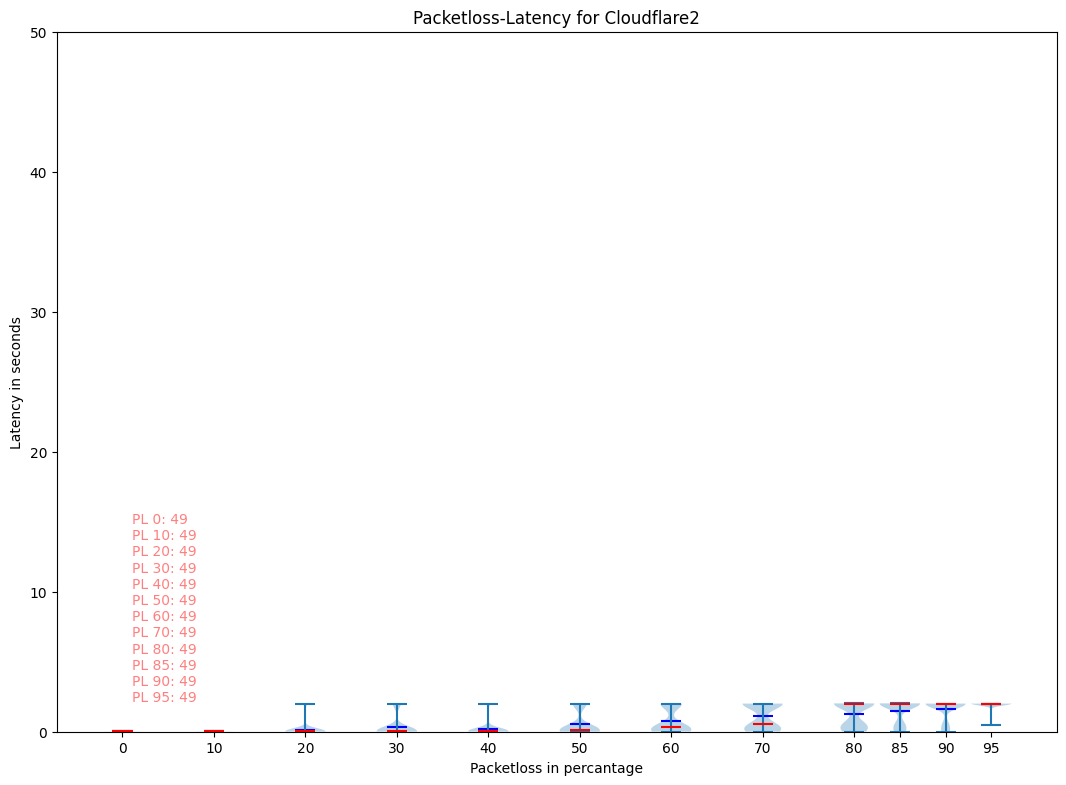 Packetloss-Latency for Cloudflare2
50
40
30
20
10
0
Latency in seconds
PL 0: 49
PL 10: 49
PL 20: 49
PL 30: 49
PL 40: 49
PL 50: 49
PL 60: 49
PL 70: 49
PL 80: 49
PL 85: 49
PL 90: 49
PL 95: 49
0 10 20 30 40 50 60 70 80 85 90 95
Packetloss in percantage